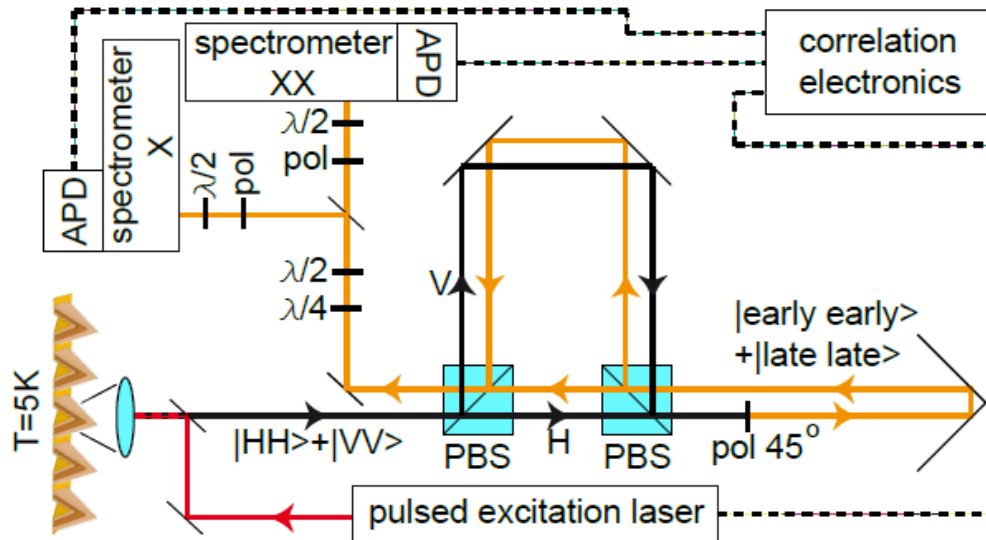 spectrometer
XX
APD
correlation
electronics
spectrometer
X
APD
λ/2
pol
λ/2
pol
λ/2
λ/4
V
|early early>
+|late late>
T=5K
|HH>+|VV>
PBS
H
PBS
pol 45°
pulsed excitation laser